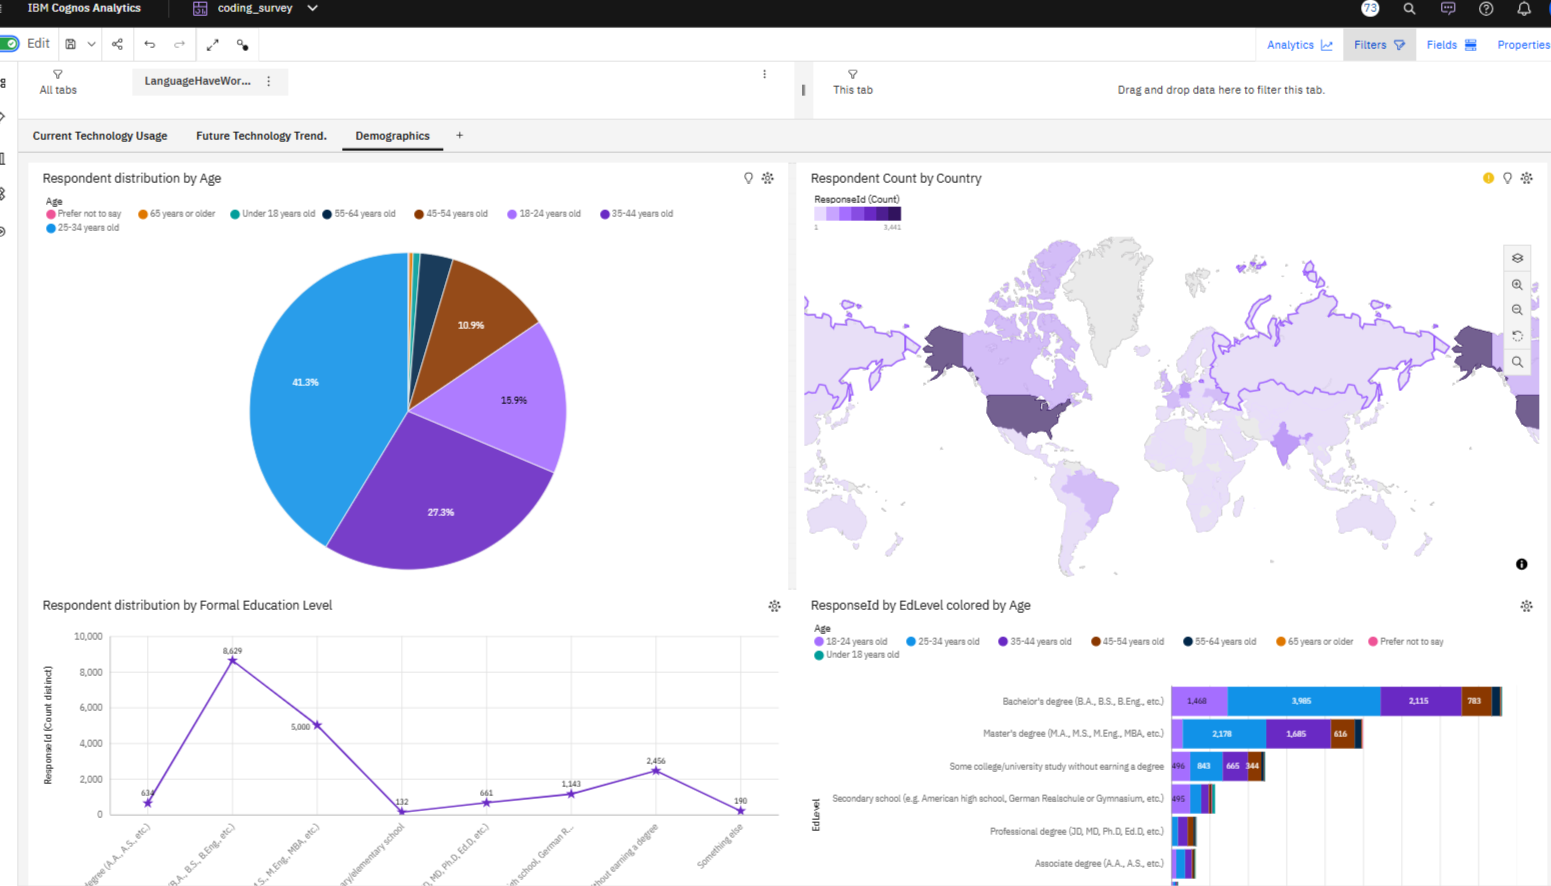 IBM Cognos Analytics
coding_survey
73
Edit
Analytics
Filters
Fields
Properties
All tabs
LanguageHaveWor...
This tab
Drag and drop data here to filter this tab.
Current Technology Usage
Future Technology Trend.
Demographics
+
Respondent distribution by Age
Age
Prefer not to say
65 years or older
Under 18 years old
55-64 years old
45-54 years old
18-24 years old
35-44 years old
25-34 years old
10.9%
41.3%
15.9%
27.3%
Respondent Count by Country
ResponseId (Count)
1
3,441
Respondent distribution by Formal Education Level
ResponseId (Count distinct)
10,000
8,000
6,000
4,000
2,000
0
634
8,629
5,000
132
661
1,143
2,456
190
egree (A.A., A.S., etc.)
B.A., B.S., B.Eng., etc.)
.S., M.Eng., MBA, etc.)
ary/elementary school
, MD, Ph.D, Ed.D, etc.)
gh school, German R...
thout earning a degree
Something else
ResponseId by EdLevel colored by Age
Age
18-24 years old
25-34 years old
35-44 years old
45-54 years old
55-64 years old
65 years or older
Prefer not to say
Under 18 years old
EdLevel
Bachelor's degree (B.A., B.S., B.Eng., etc.)
1,468
3,985
2,115
783
Master's degree (M.A., M.S., M.Eng., MBA, etc.)
2,178
1,685
616
Some college/university study without earning a degree
496
843
665
344
Secondary school (e.g. American high school, German Realschule or Gymnasium, etc.)
495
Professional degree (JD, MD, Ph.D, Ed.D, etc.)
Associate degree (A.A., A.S., etc.)